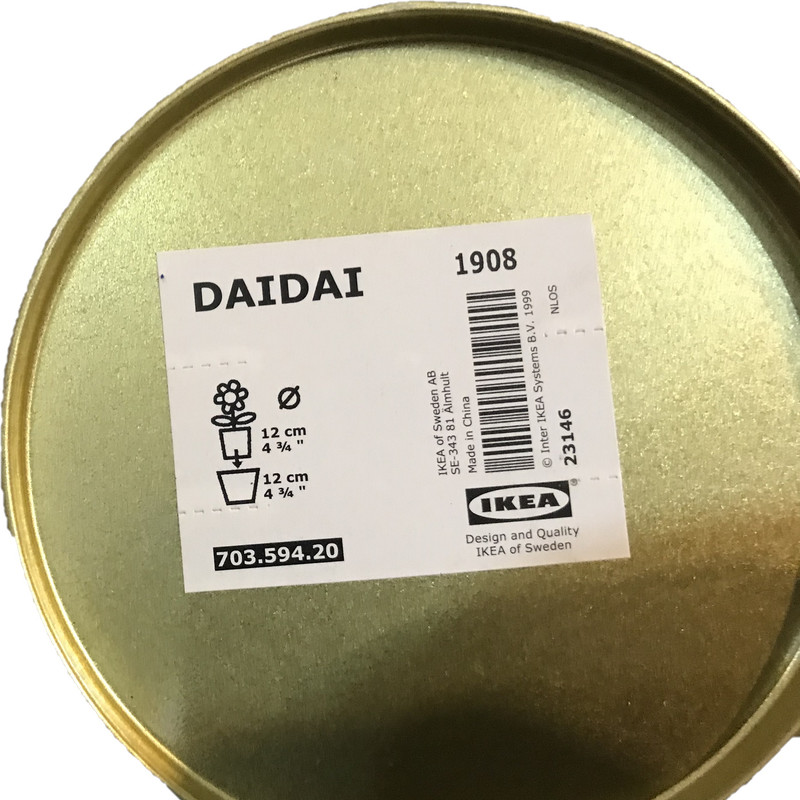 DAIDAI
1908
Ø
12 cm
4 ¾ "
12 cm
4 ¾ "
703.594.20
IKEA of Sweden AB
SE-343 81 Älmhult
Made in China
© Inter IKEA Systems B.V. 1999
23146
NLOS
IKEA®
Design and Quality
IKEA of Sweden